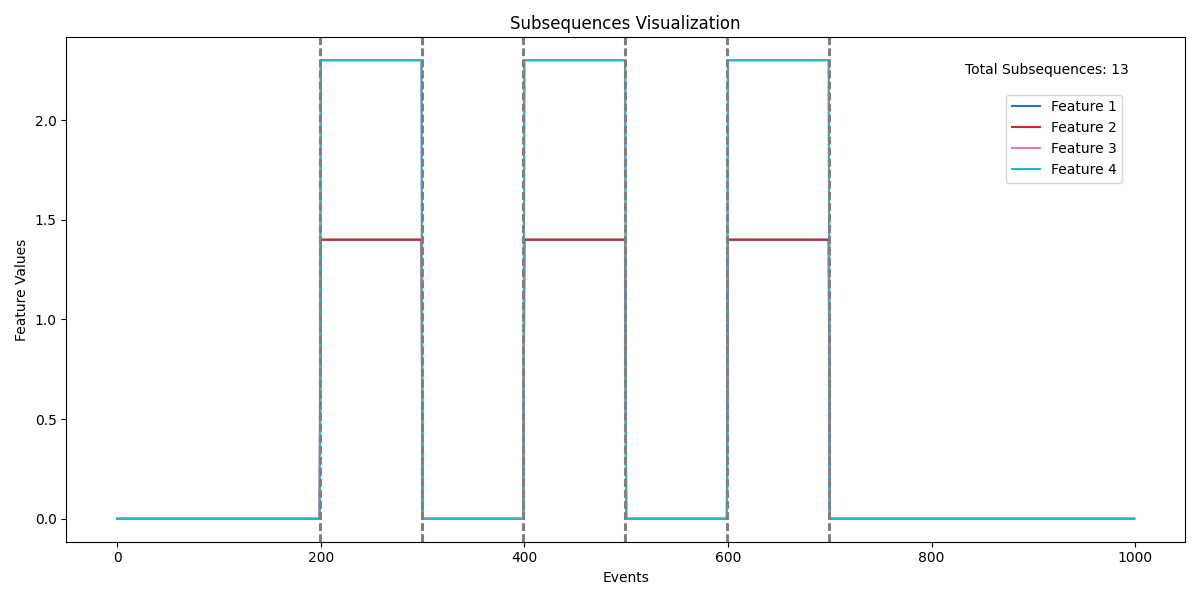 Subsequences Visualization
Total Subsequences: 13
Feature 1
Feature 2
Feature 3
Feature 4
Feature Values
2.0
1.5
1.0
0.5
0.0
0
200
400
600
800
1000
Events